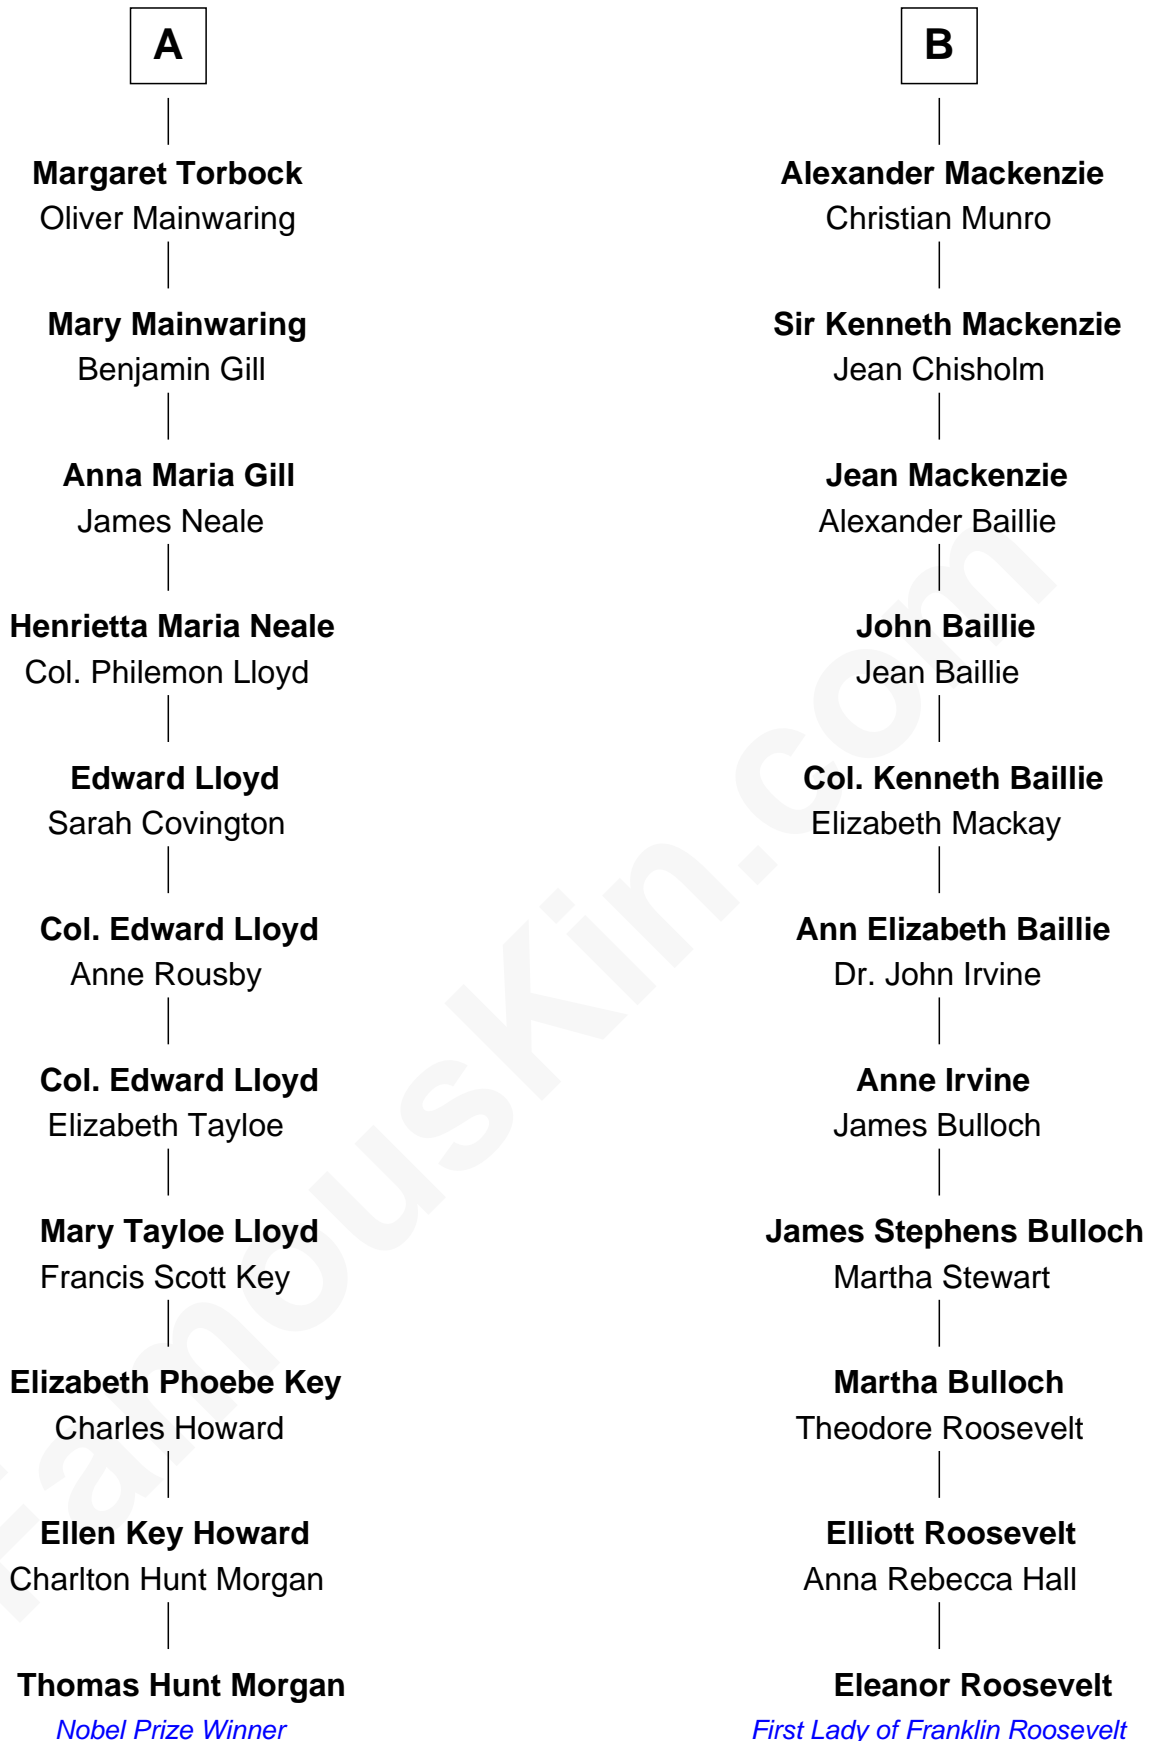 A
Margaret Torbock
Oliver Mainwaring
Mary Mainwaring
Benjamin Gill
Anna Maria Gill
James Neale
Henrietta Maria Neale
Col. Philemon Lloyd
Edward Lloyd
Sarah Covington
Col. Edward Lloyd
Anne Rousby
Col. Edward Lloyd
Elizabeth Tayloe
Mary Tayloe Lloyd
Francis Scott Key
Elizabeth Phoebe Key
Charles Howard
Ellen Key Howard
Charlton Hunt Morgan
Thomas Hunt Morgan
Nobel Prize Winner
B
Alexander Mackenzie
Christian Munro
Sir Kenneth Mackenzie
Jean Chisholm
Jean Mackenzie
Alexander Baillie
John Baillie
Jean Baillie
Col. Kenneth Baillie
Elizabeth Mackay
Ann Elizabeth Baillie
Dr. John Irvine
Anne Irvine
James Bulloch
James Stephens Bulloch
Martha Stewart
Martha Bulloch
Theodore Roosevelt
Elliott Roosevelt
Anna Rebecca Hall
Eleanor Roosevelt
First Lady of Franklin Roosevelt
FamousKin.com